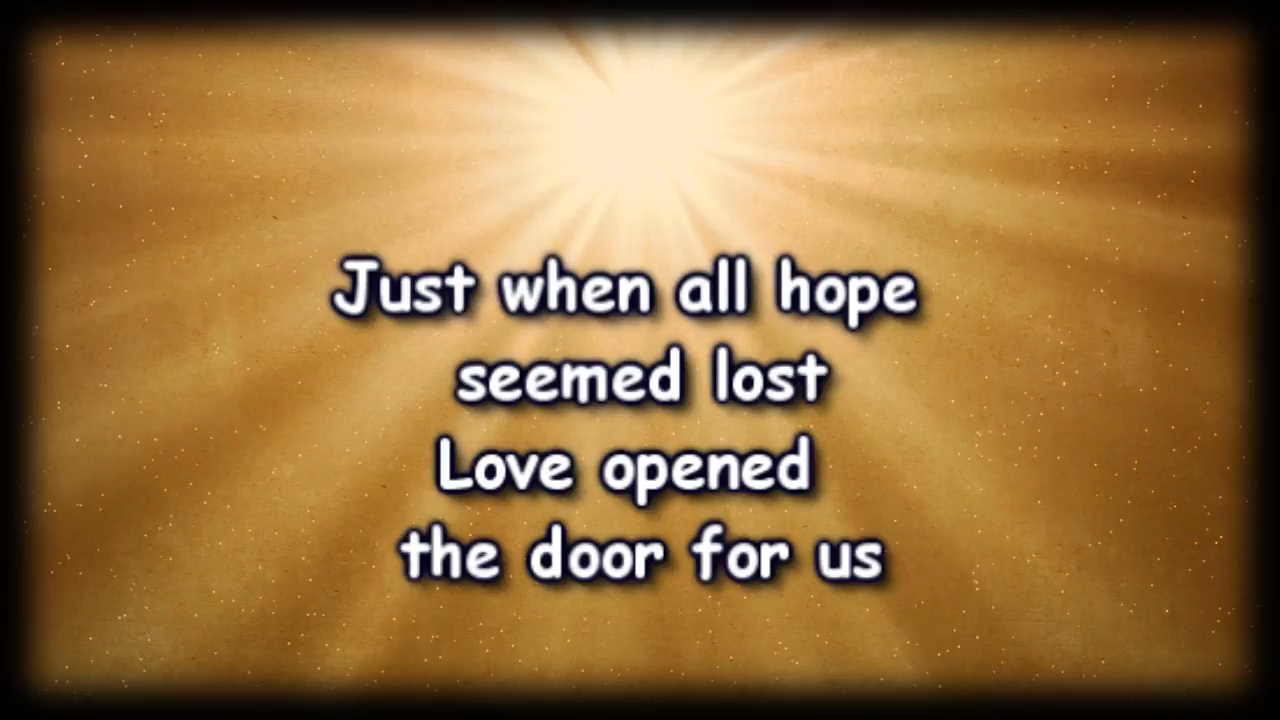 Just when all hope
seemed lost
Love opened
the door for us